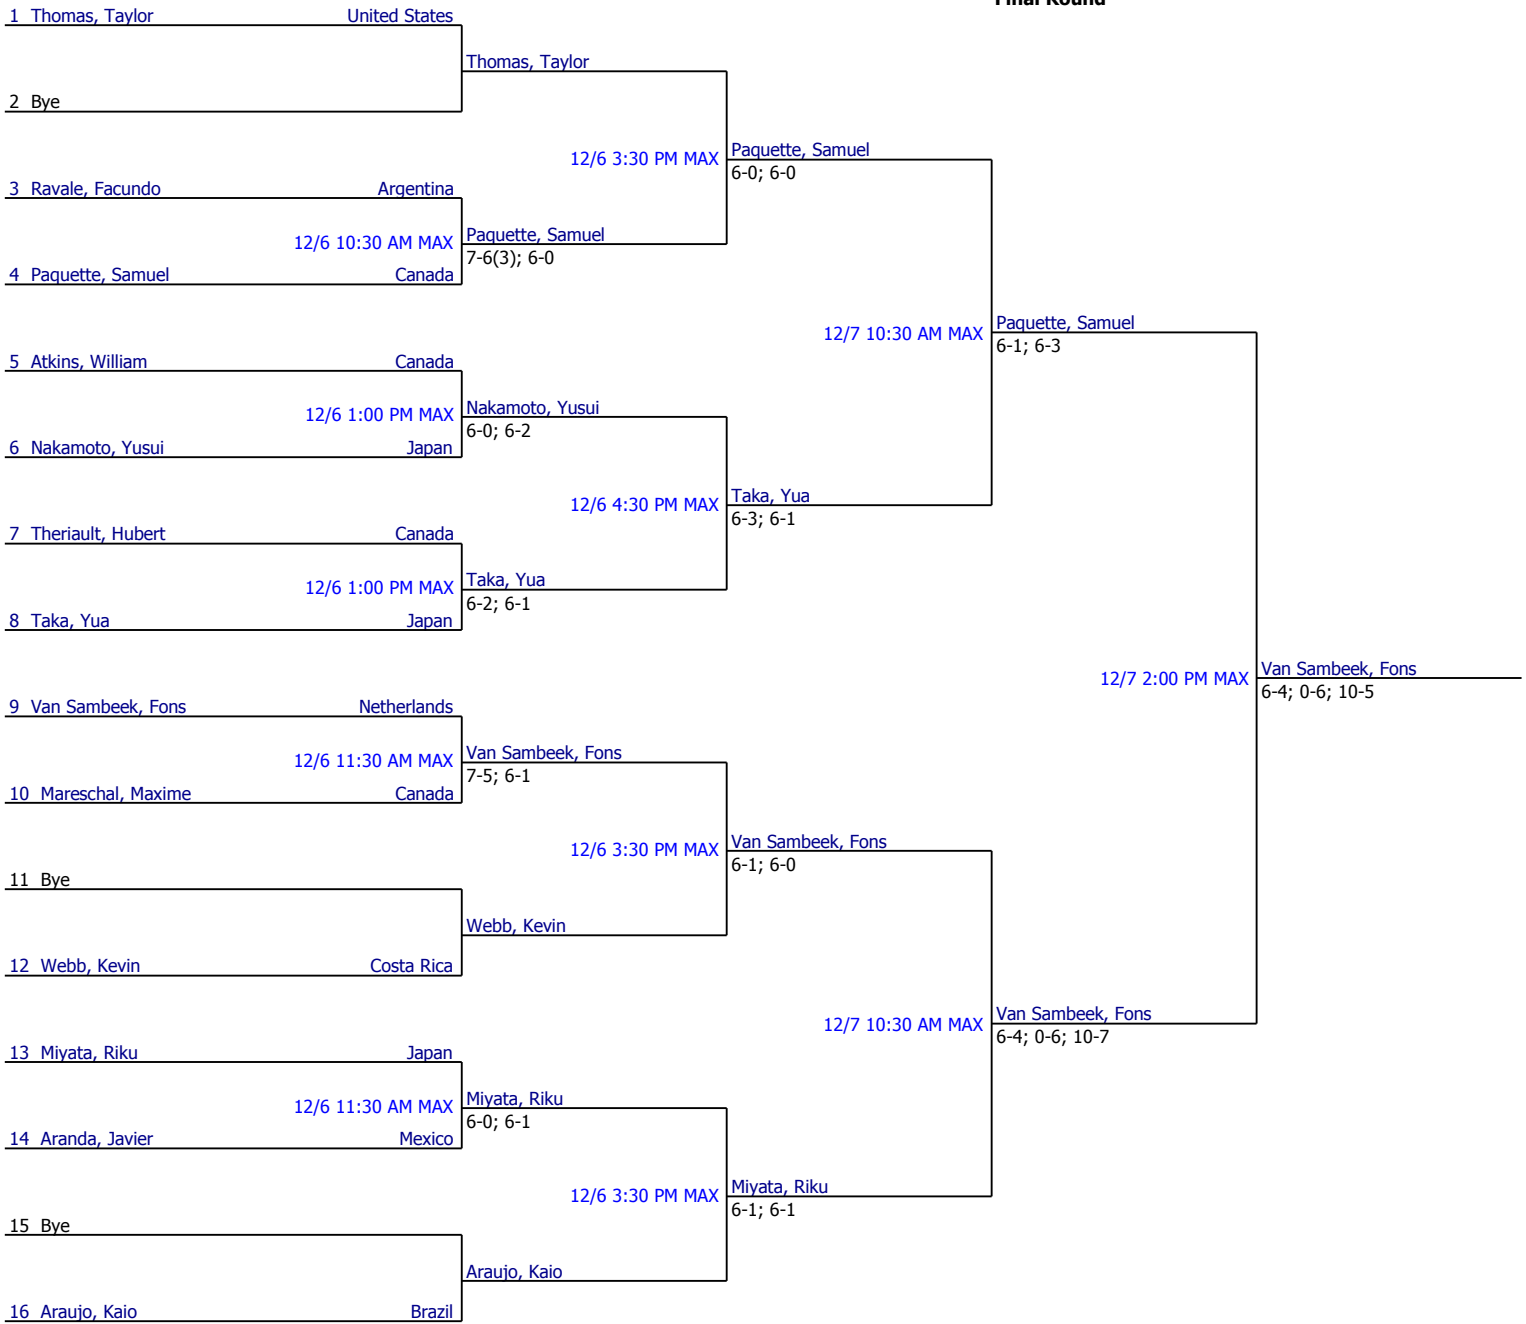 Final Round
1 Thomas, Taylor United States
Thomas, Taylor
2 Bye
12/6 3:30 PM MAX Paquette, Samuel
6-0; 6-0
3 Ravale, Facundo Argentina
12/6 10:30 AM MAX Paquette, Samuel
7-6(3); 6-0
4 Paquette, Samuel Canada
12/7 10:30 AM MAX Paquette, Samuel
6-1; 6-3
5 Atkins, William Canada
12/6 1:00 PM MAX Nakamoto, Yusui
6-0; 6-2
6 Nakamoto, Yusui Japan
12/6 4:30 PM MAX Taka, Yua
6-3; 6-1
7 Theriault, Hubert Canada
12/6 1:00 PM MAX Taka, Yua
6-2; 6-1
8 Taka, Yua Japan
12/7 2:00 PM MAX Van Sambeek, Fons
6-4; 0-6; 10-5
9 Van Sambeek, Fons Netherlands
12/6 11:30 AM MAX Van Sambeek, Fons
7-5; 6-1
10 Mareschal, Maxime Canada
12/6 3:30 PM MAX Van Sambeek, Fons
6-1; 6-0
11 Bye
Webb, Kevin
12 Webb, Kevin Costa Rica
12/7 10:30 AM MAX Van Sambeek, Fons
6-4; 0-6; 10-7
13 Miyata, Riku Japan
12/6 11:30 AM MAX Miyata, Riku
6-0; 6-1
14 Aranda, Javier Mexico
12/6 3:30 PM MAX Miyata, Riku
6-1; 6-1
15 Bye
Araujo, Kaio
16 Araujo, Kaio Brazil